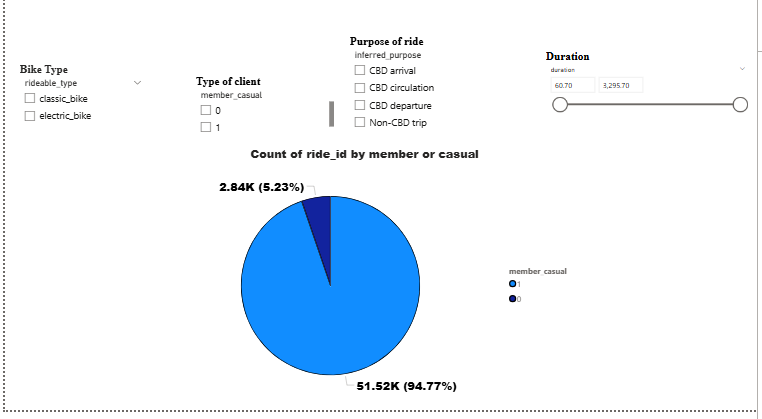 Bike Type
rideable_type
classic_bike
electric_bike
Type of client
member_casual
0
1
Purpose of ride
inferred_purpose
CBD arrival
CBD circulation
CBD departure
Non-CBD trip
Duration
duration
60.70 3,295.70
Count of ride_id by member or casual
2.84K (5.23%)
51.52K (94.77%)
member_casual
1
0